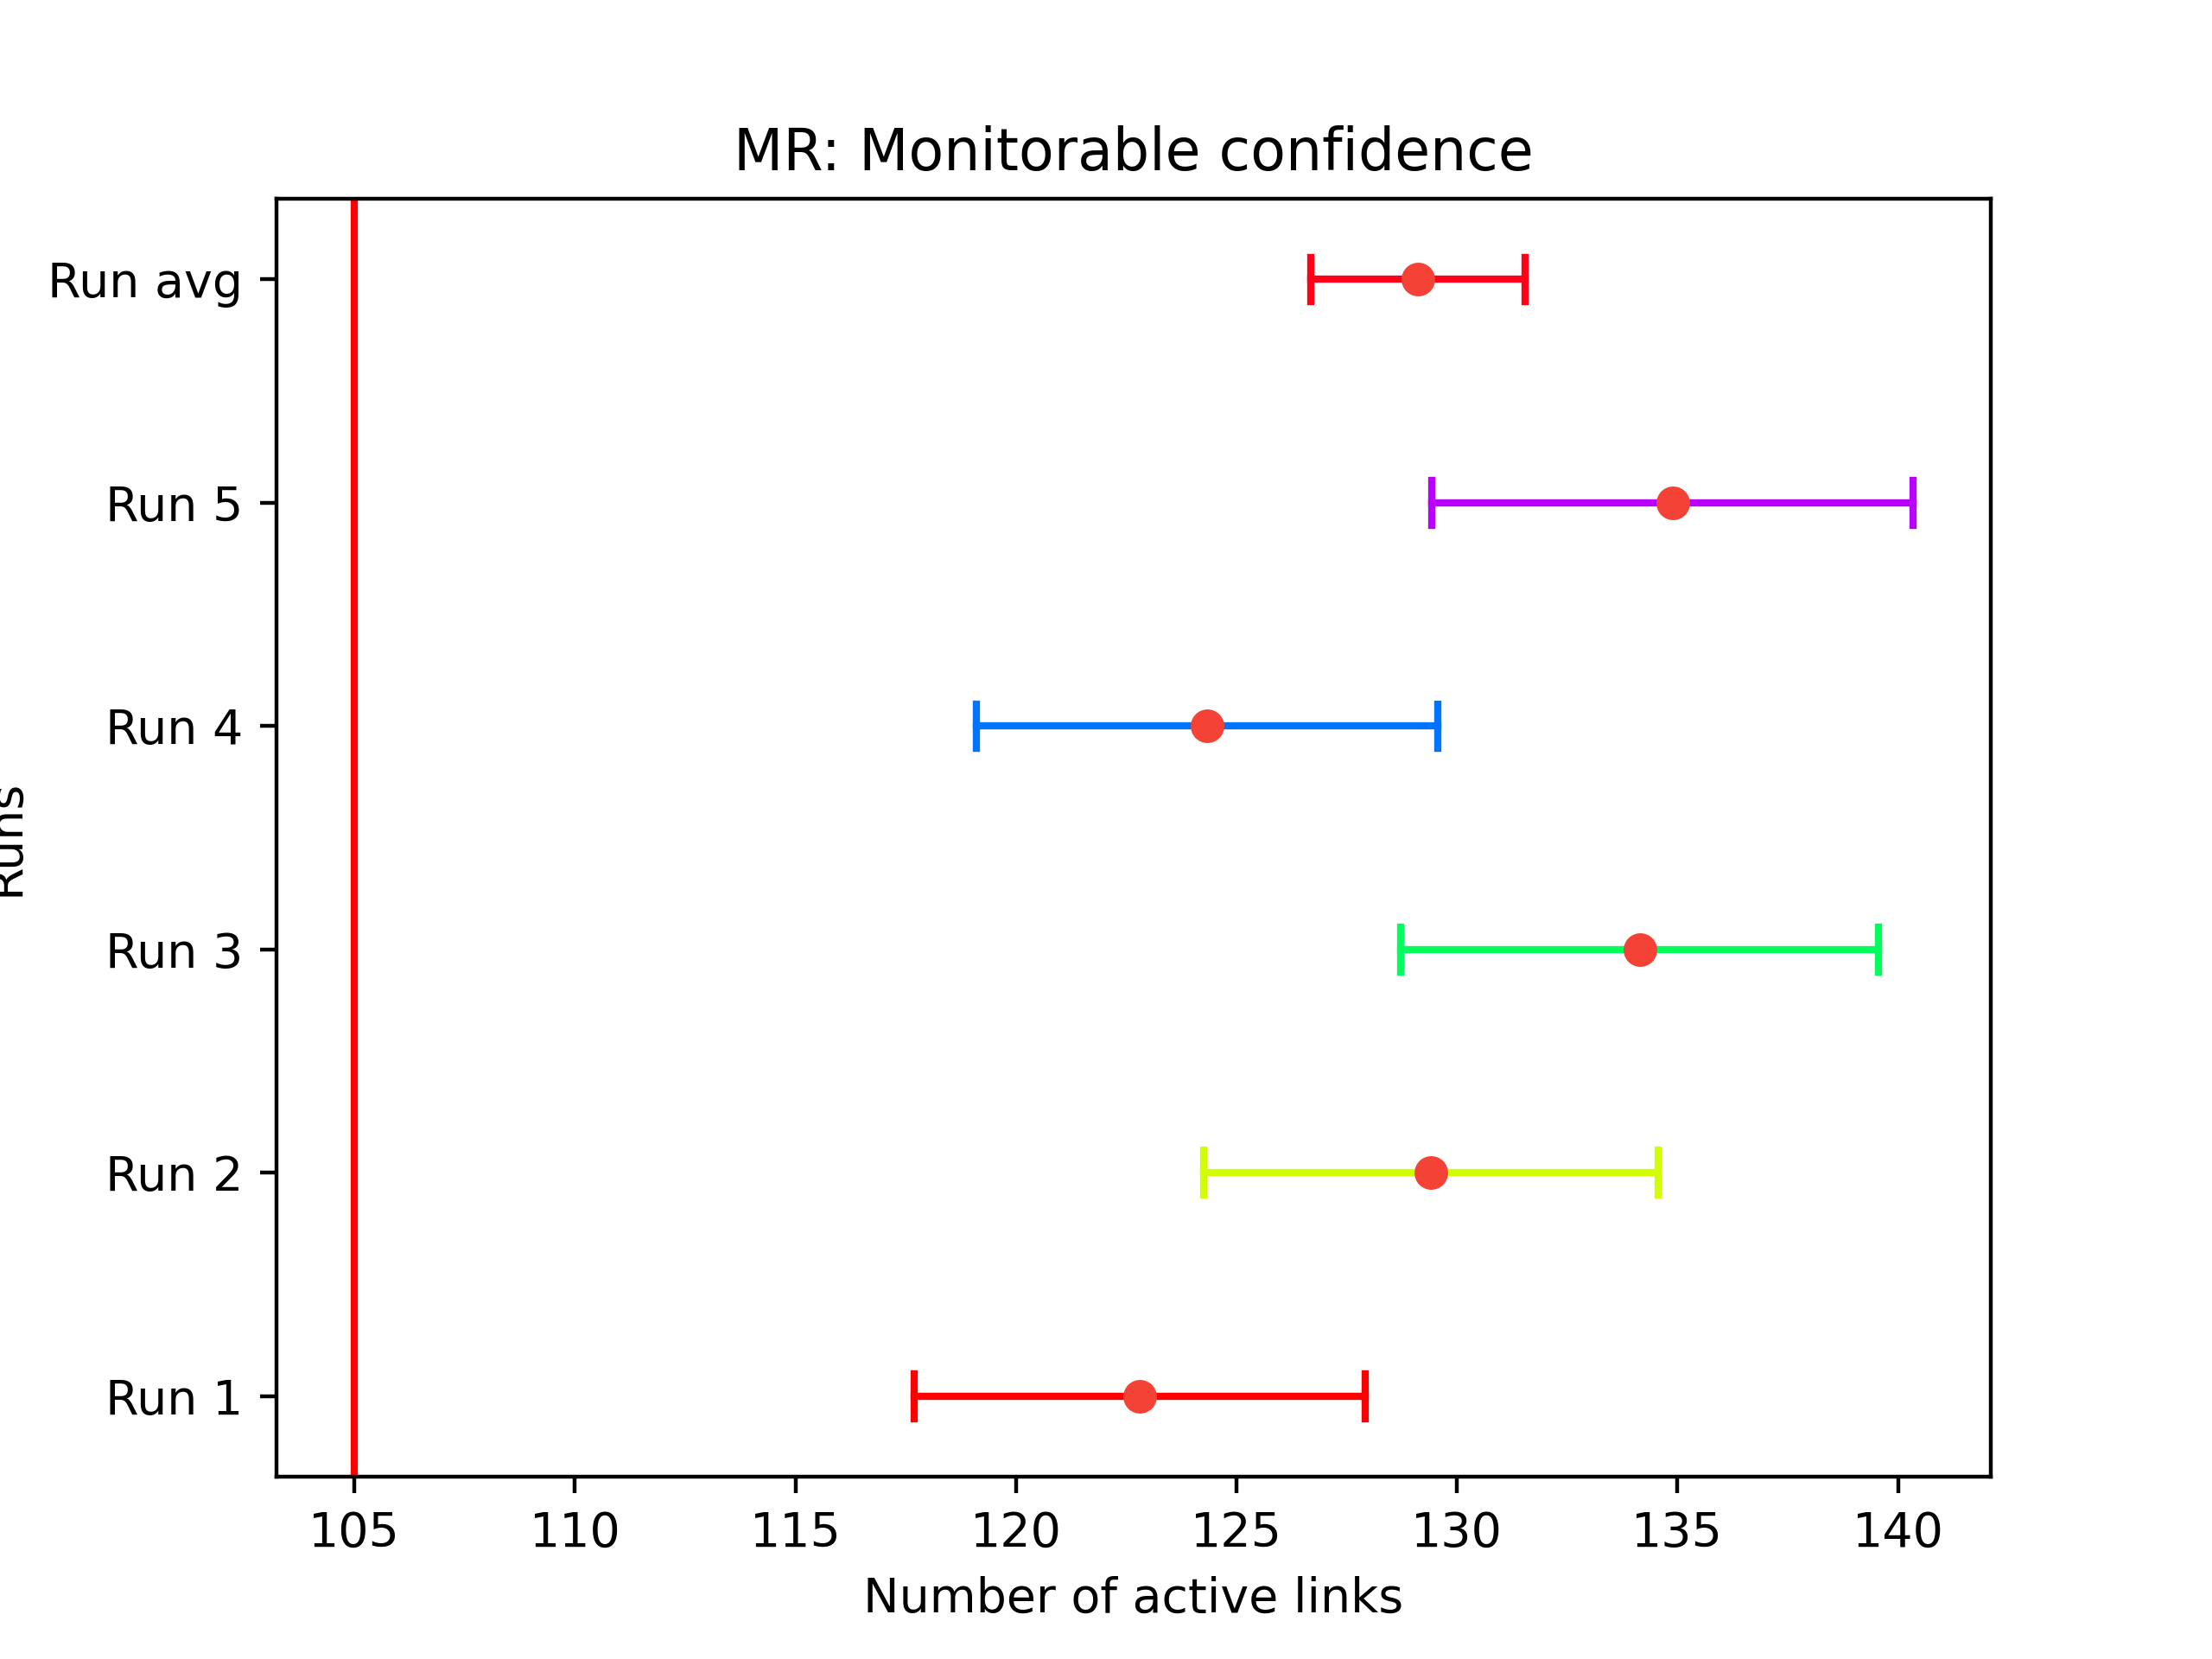 MR: Monitorable confidence
Run avg
Run 5
Run 4
Runs
Run 3
Run 2
Run 1
105 110 115 120 125 130 135 140
Number of active links